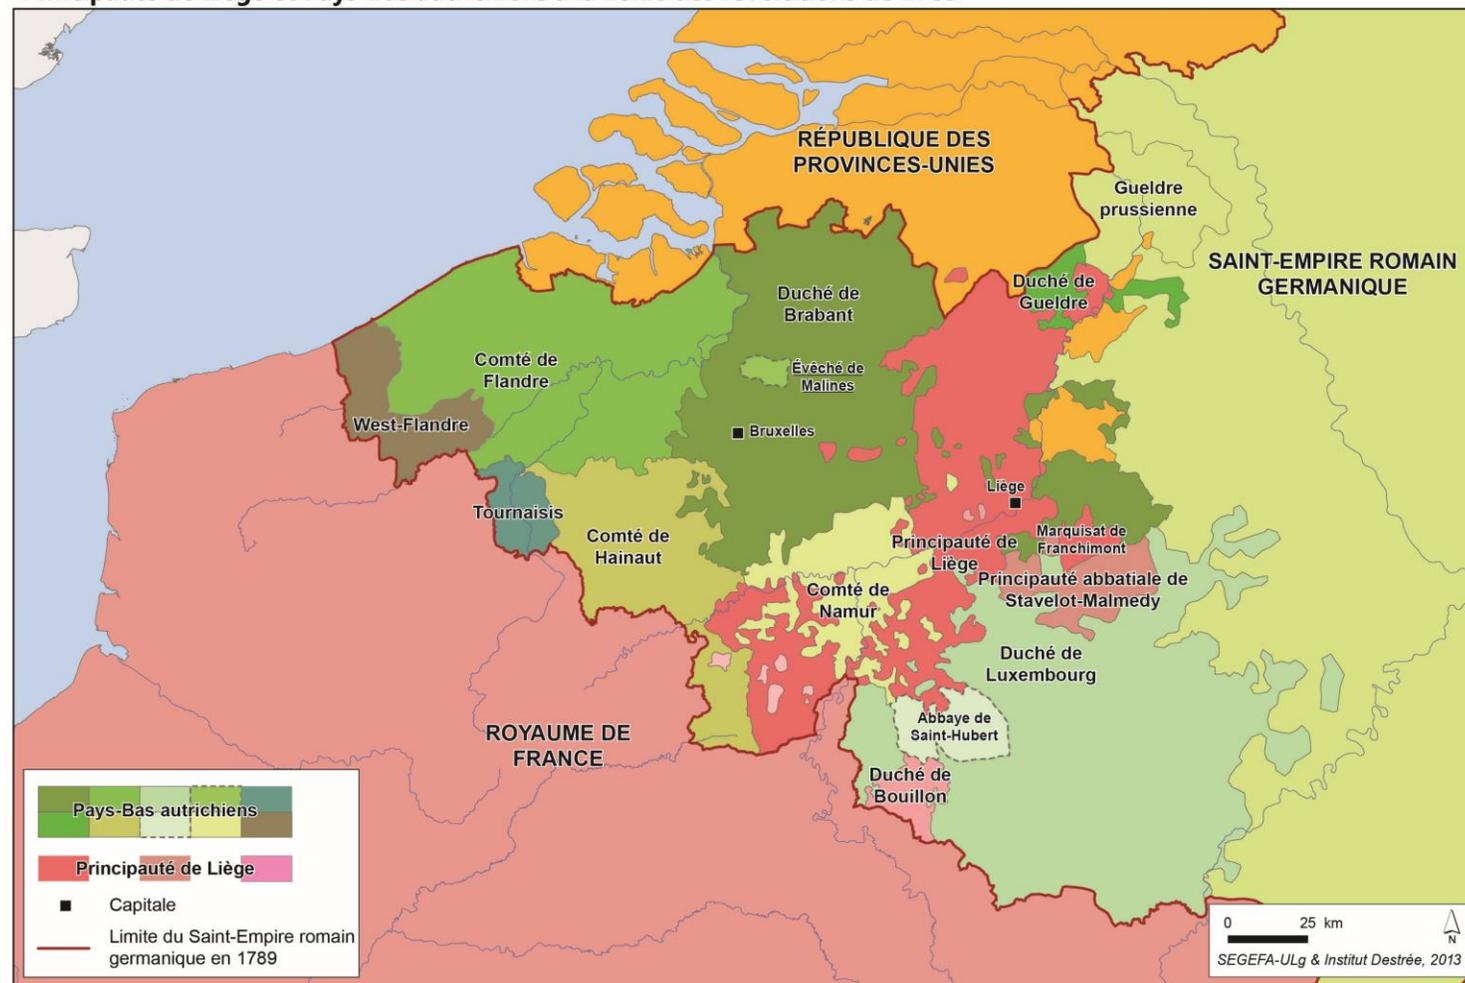 RÉPUBLIQUE DES
PROVINCES-UNIES
Gueldre
prussienne
SAINT-EMPIRE ROMAIN
GERMANIQUE
Duché de
Gueldre
Duché de
Brabant
Comté de
Flandre
Évêché de
Malines
West-Flandre
Bruxelles
Liège
Tournaisis
Comté de
Hainaut
Marquisat de
Franchimont
Principauté de
Liège
Principauté abbatiale de
Stavelot-Malmedy
Comté de
Namur
Duché de
Luxembourg
Abbaye de
Saint-Hubert
ROYAUME DE
FRANCE
Duché de
Bouillon
Pays-Bas autrichiens
Principauté de Liège
Capitale
Limite du Saint-Empire romain
germanique en 1789
0 25 km
N
SEGEFA-ULg & Institut Destrée, 2013